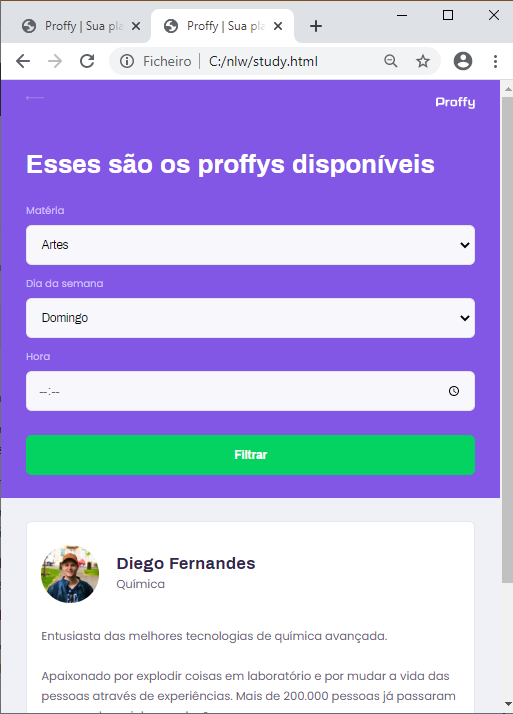 Proffy | Sua pla
Proffy | Sua pla
Ficheiro | C:/nlw/study.html
Proffy
Esses são os proffys disponíveis
Matéria
Artes
Dia da semana
Domingo
Hora
--:--
Filtrar
Diego Fernandes
Química
Entusiasta das melhores tecnologias de química avançada.
Apaixonado por explodir coisas em laboratório e por mudar a vida das
pessoas através de experiências. Mais de 200.000 pessoas já passaram